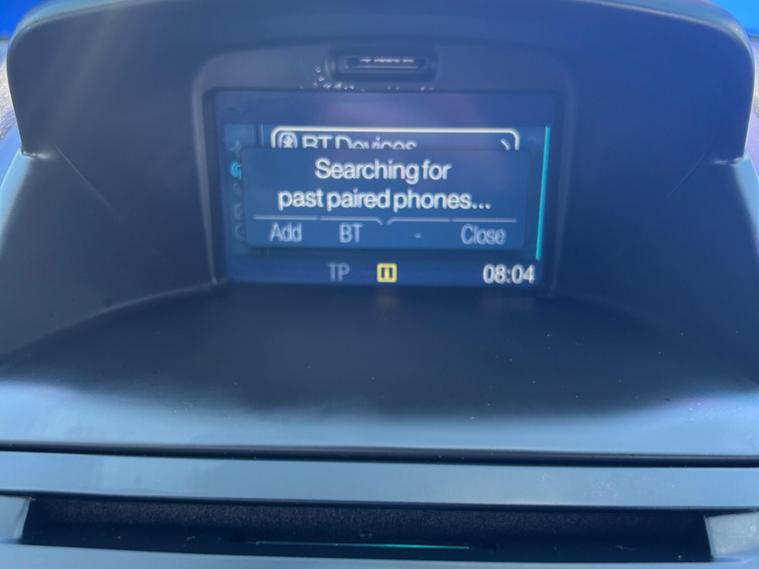 BT Devices
Searching for
past paired phones...
Add BT - Close
TP i 08:04